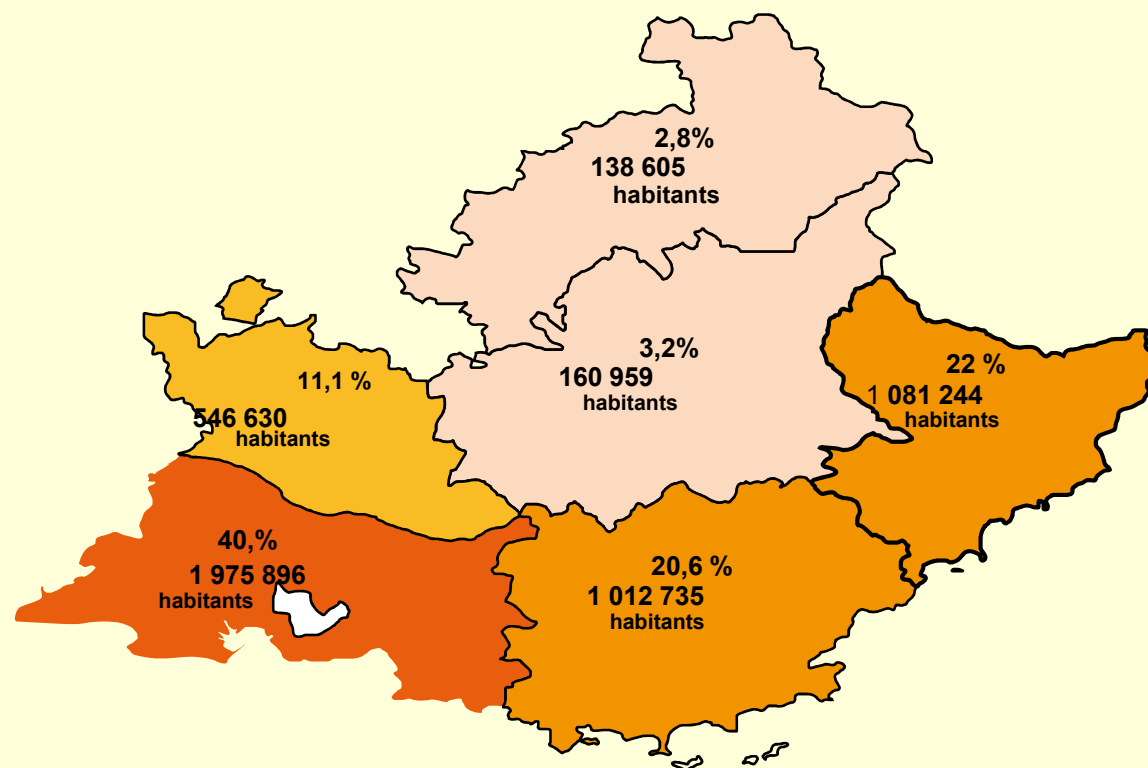 2,8%
138 605
habitants
3,2%
160 959
habitants
22 %
1 081 244
habitants
11,1 %
546 630
habitants
40,%
1 975 896
habitants
20,6 %
1 012 735
habitants